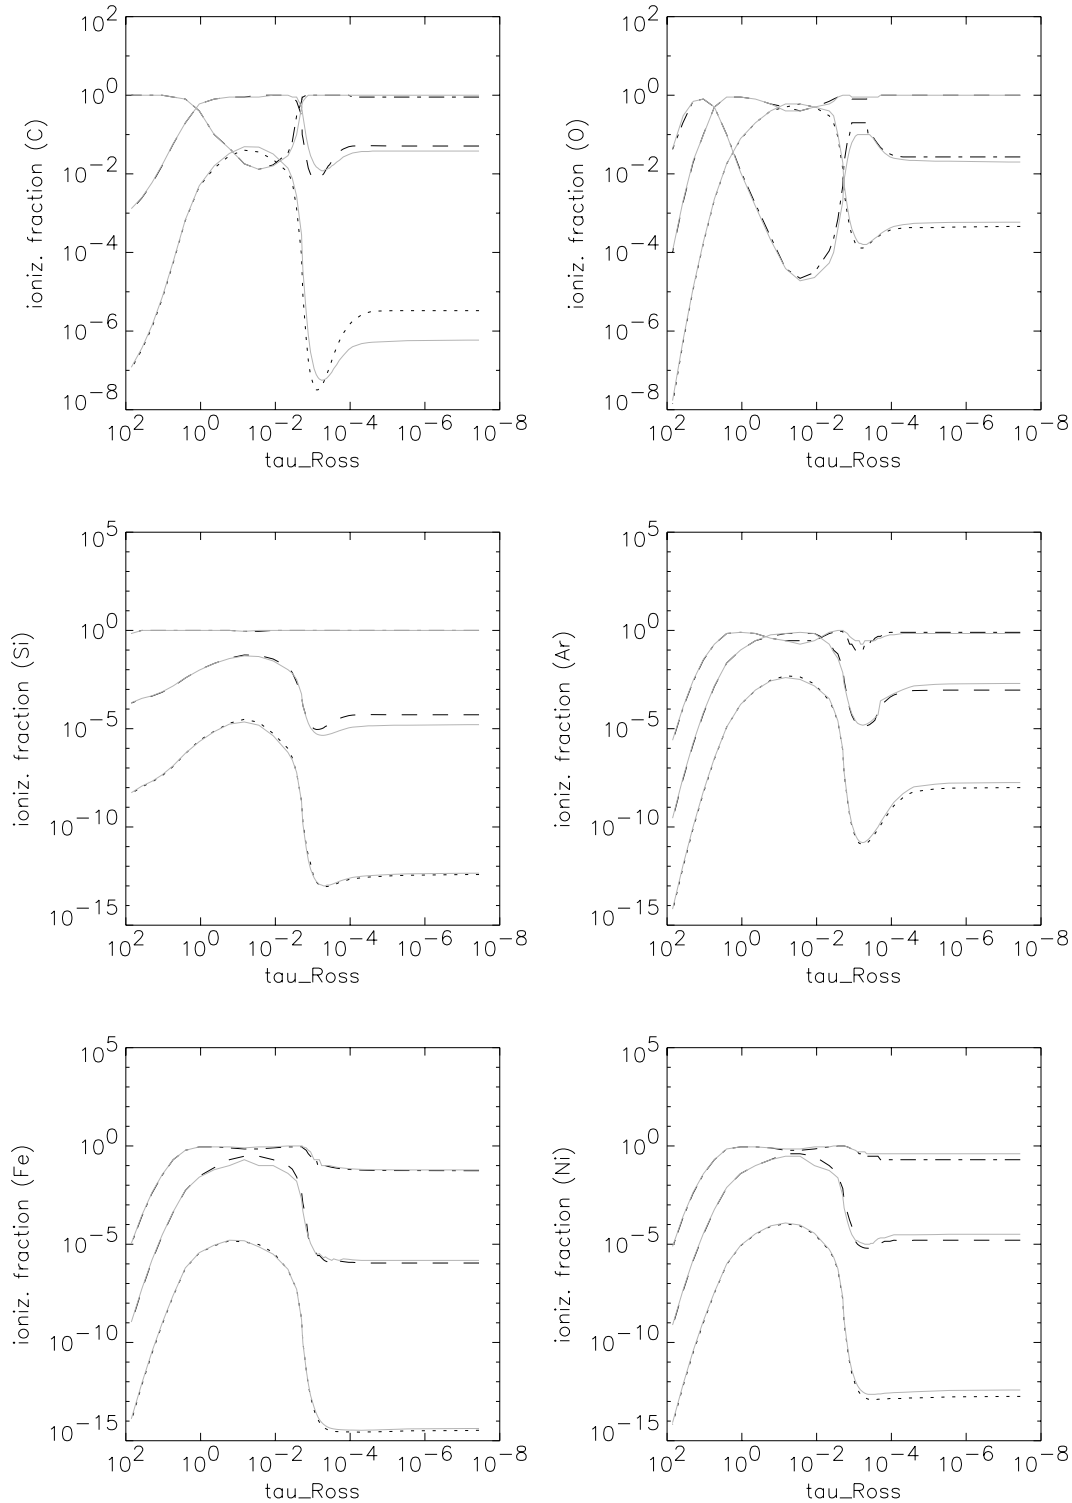 10^2 10^2
10^0 10^0
10^-2 10^-2
10^-4 10^-4
10^-6 10^-6
10^-8 10^-8
ioniz. fraction (C) ioniz. fraction (O)
10^2 10^0 10^-2 10^-4 10^-6 10^-8 10^2 10^0 10^-2 10^-4 10^-6 10^-8
tau_Ross tau_Ross
10^5 10^5
10^0 10^0
10^-5 10^-5
10^-10 10^-10
10^-15 10^-15
ioniz. fraction (Si) ioniz. fraction (Ar)
10^2 10^0 10^-2 10^-4 10^-6 10^-8 10^2 10^0 10^-2 10^-4 10^-6 10^-8
tau_Ross tau_Ross
10^5 10^5
10^0 10^0
10^-5 10^-5
10^-10 10^-10
10^-15 10^-15
ioniz. fraction (Fe) ioniz. fraction (Ni)
10^2 10^0 10^-2 10^-4 10^-6 10^-8 10^2 10^0 10^-2 10^-4 10^-6 10^-8
tau_Ross tau_Ross